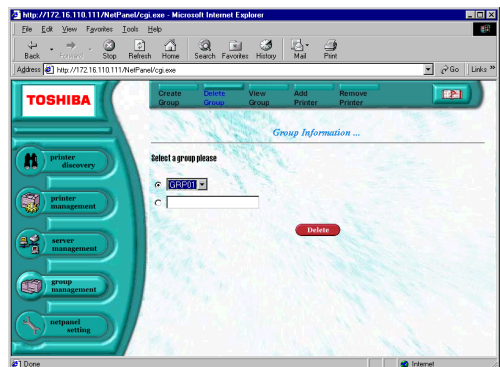 http://172.16.110.111/NetPanel/cgi.exe - Microsoft Internet Explorer
File Edit View Favorites Tools Help
Back Forward Stop Refresh Home Search Favorites History Mail Print
Address http://172.16.110.111/NetPanel/cgi.exe Go Links »
TOSHIBA
Create Group
Delete Group
View Group
Add Printer
Remove Printer
Group Information ...
Select a group please
GRP01
Delete
printer discovery
printer management
server management
group management
netpanel setting
Done Internet